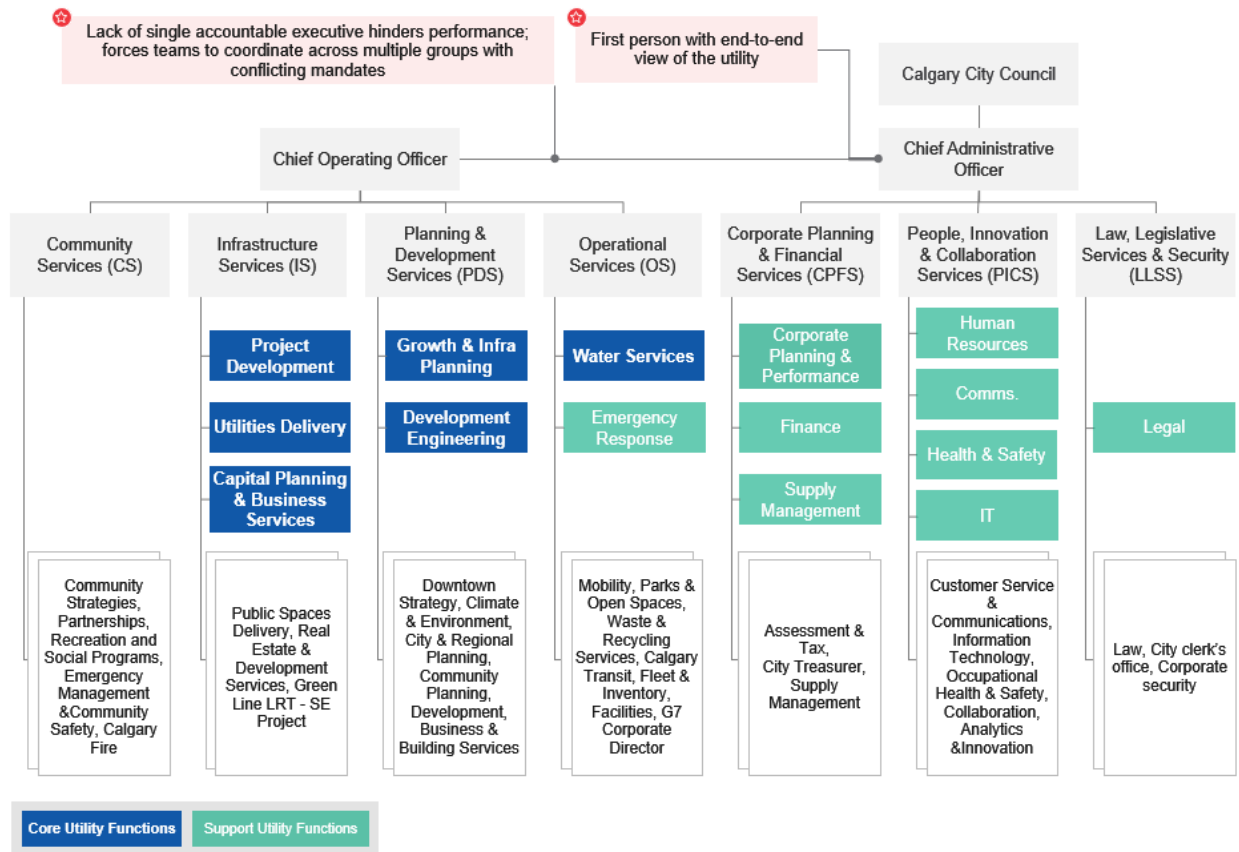 Lack of single accountable executive hinders performance;
forces teams to coordinate across multiple groups with
conflicting mandates
First person with end-to-end
view of the utility
Calgary City Council
Chief Operating Officer
Chief Administrative
Officer
Community
Services (CS)
Infrastructure
Services (IS)
Planning &
Development
Services (PDS)
Operational
Services (OS)
Corporate Planning
& Financial
Services (CPFS)
People, Innovation
& Collaboration
Services (PICS)
Law, Legislative
Services & Security
(LLSS)
Project
Development
Utilities Delivery
Capital Planning
& Business
Services
Growth & Infra
Planning
Development
Engineering
Water Services
Emergency
Response
Corporate
Planning &
Performance
Finance
Supply
Management
Human
Resources
Comms.
Health & Safety
IT
Legal
Community
Strategies,
Partnerships,
Recreation and
Social Programs,
Emergency
Management
&Community
Safety, Calgary
Fire
Public Spaces
Delivery, Real
Estate &
Development
Services, Green
Line LRT - SE
Project
Downtown
Strategy, Climate
& Environment,
City & Regional
Planning,
Community
Planning,
Development,
Business &
Building Services
Mobility, Parks &
Open Spaces,
Waste &
Recycling
Services, Calgary
Transit, Fleet &
Inventory,
Facilities, G7
Corporate
Director
Assessment &
Tax,
City Treasurer,
Supply
Management
Customer Service
&
Communications,
Information
Technology,
Occupational
Health & Safety,
Collaboration,
Analytics
&Innovation
Law, City clerk's
office, Corporate
security
Core Utility Functions
Support Utility Functions